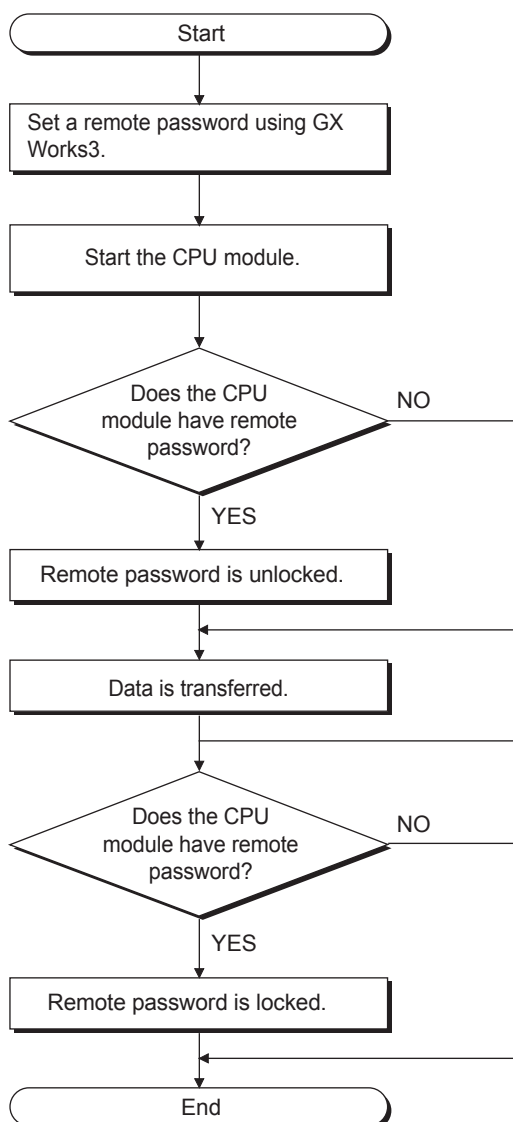 Start
Set a remote password using GX
Works3.
Start the CPU module.
Does the CPU
module have remote
password?
NO
YES
Remote password is unlocked.
Data is transferred.
Does the CPU
module have remote
password?
NO
YES
Remote password is locked.
End